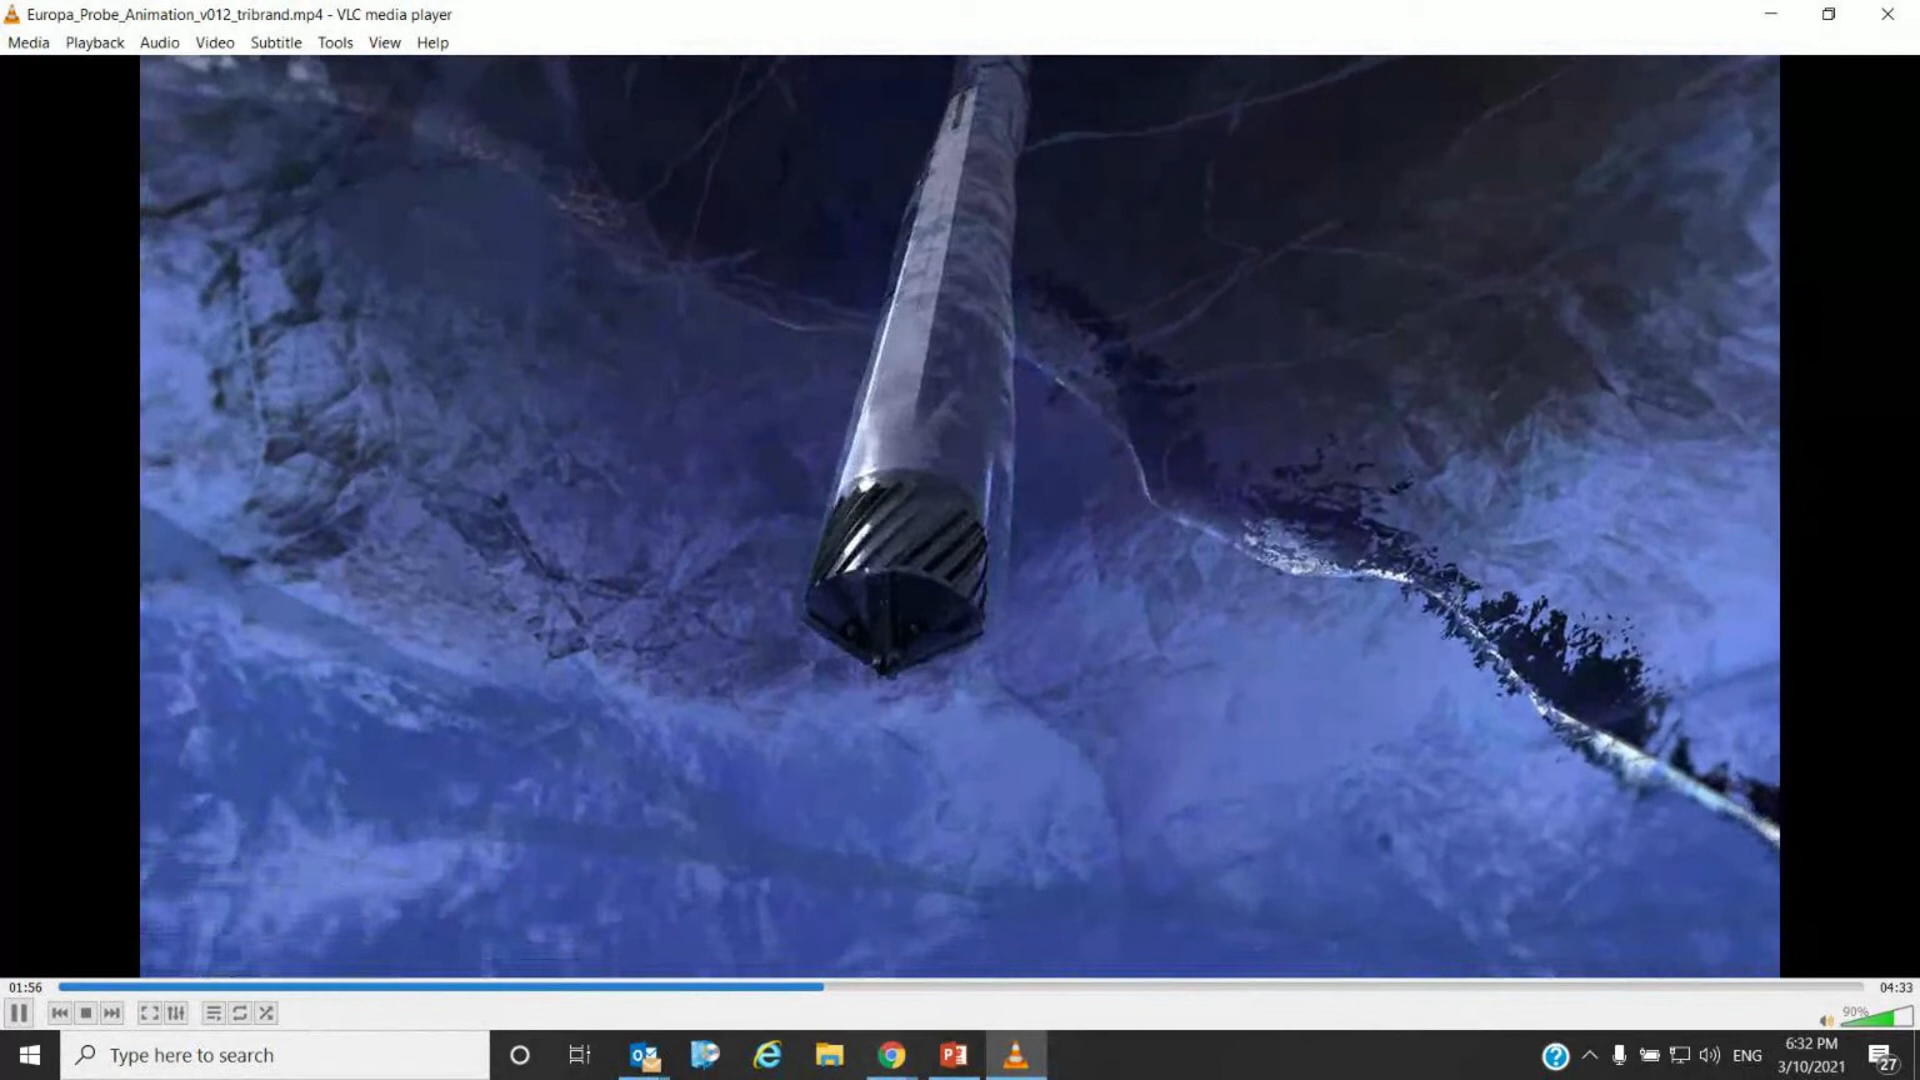 Europa_Probe_Animation_v012_tribrand.mp4 - VLC media player
Media Playback Audio Video Subtitle Tools View Help
01:56
04:33
90%
Type here to search
ENG
6:32 PM
3/10/2021
27